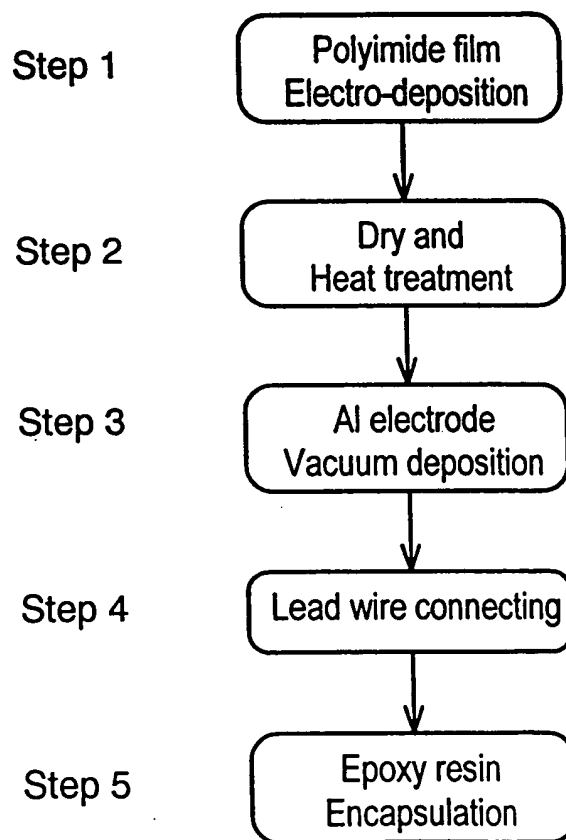 Step 1
Polyimide film
Electro-deposition
Step 2
Dry and
Heat treatment
Step 3
Al electrode
Vacuum deposition
Step 4
Lead wire connecting
Step 5
Epoxy resin
Encapsulation